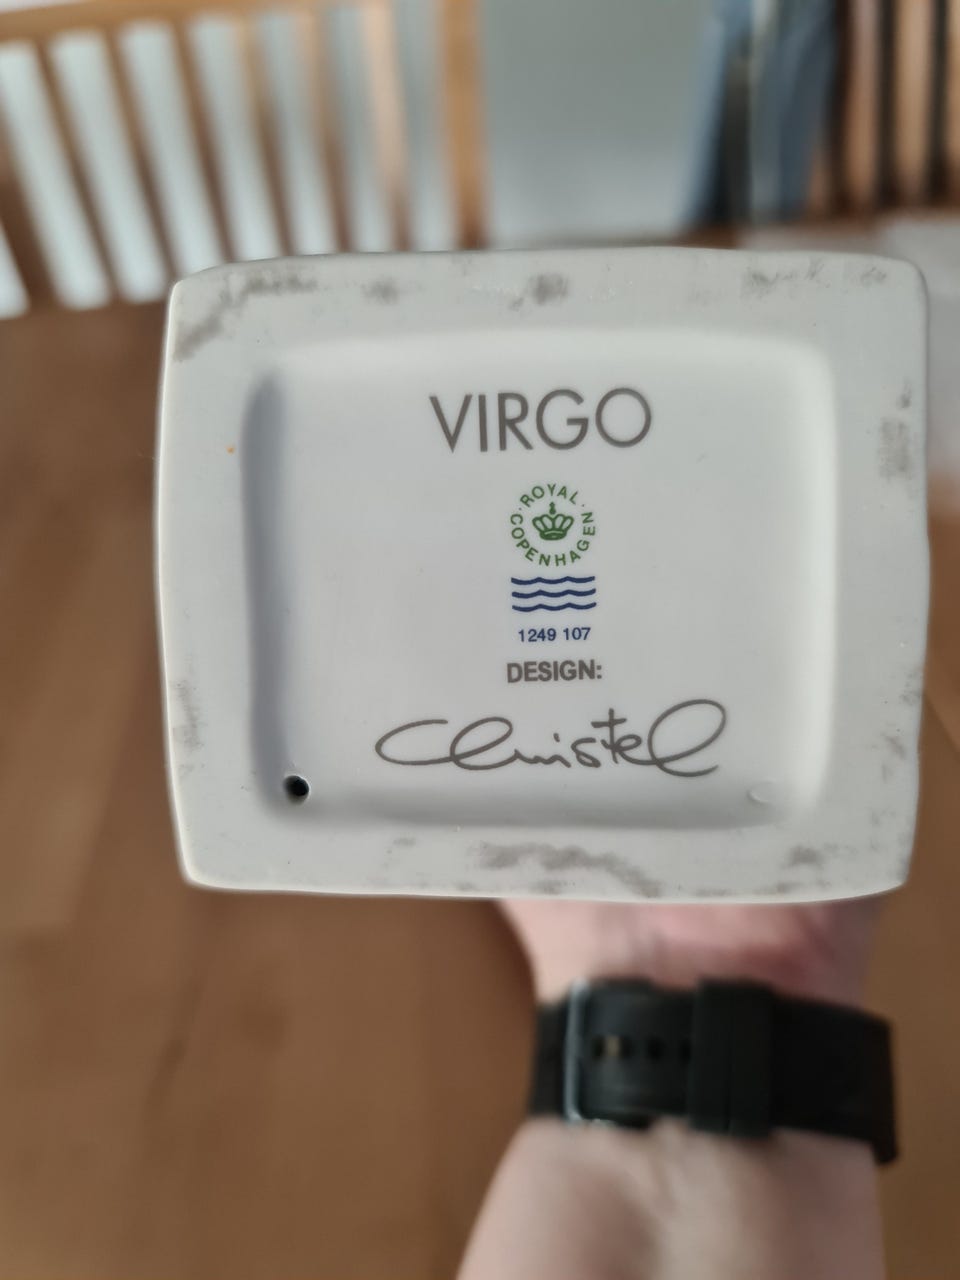 VIRGO
ROYAL
COPENHAGEN
1249 107
DESIGN:
Christel